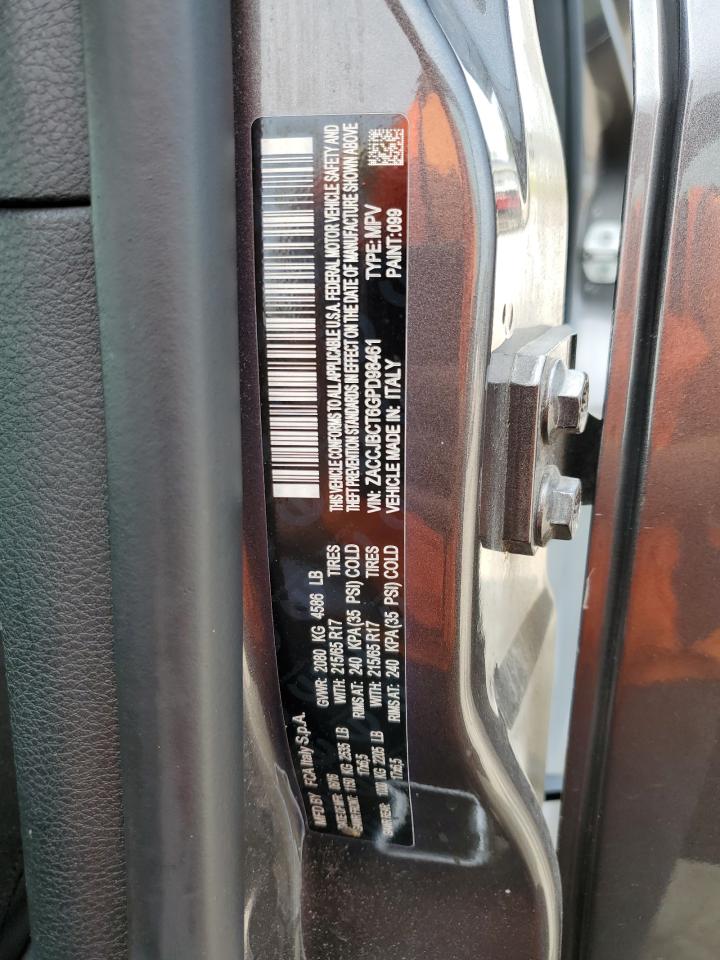 MFD BY FCA Italy S.p.A.
GVWR: 2080 KG 4586 LB
WITH: 215/65 R17 TIRES
RIMS AT: 240 KPA(35 PSI) COLD
WITH: 215/65 R17 TIRES
RIMS AT: 240 KPA(35 PSI) COLD
THIS VEHICLE CONFORMS TO ALL APPLICABLE U.S.A. FEDERAL MOTOR VEHICLE SAFETY AND
THEFT PREVENTION STANDARDS IN EFFECT ON THE DATE OF MANUFACTURE SHOWN ABOVE
VIN: ZACCJBCT6GPD98461 TYPE: MPV
VEHICLE MADE IN: ITALY PAINT: 099